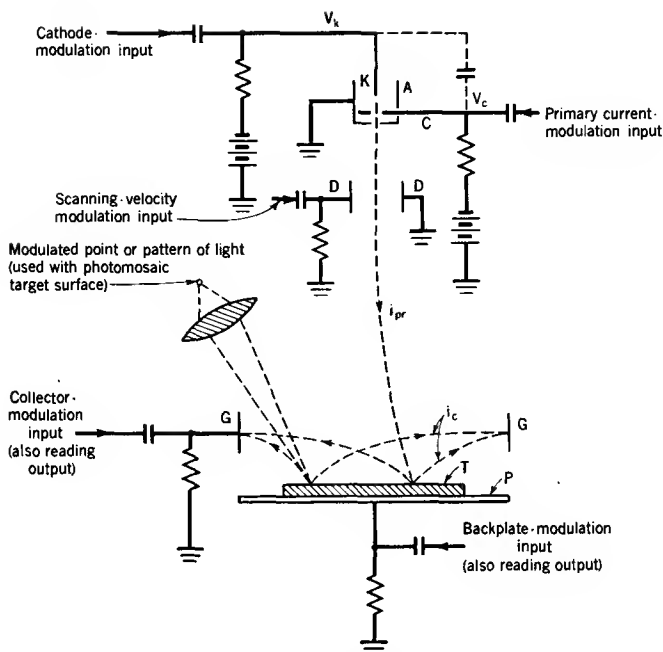 Cathode-
modulation input
V_k
K
A
V_c
C
Primary current-
modulation input
Scanning-velocity
modulation input
D
D
Modulated point or pattern of light
(used with photomosaic
target surface)
i_pr
Collector-
modulation
input
(also reading
output)
G
i_c
G
T
P
Backplate-modulation
input
(also reading output)